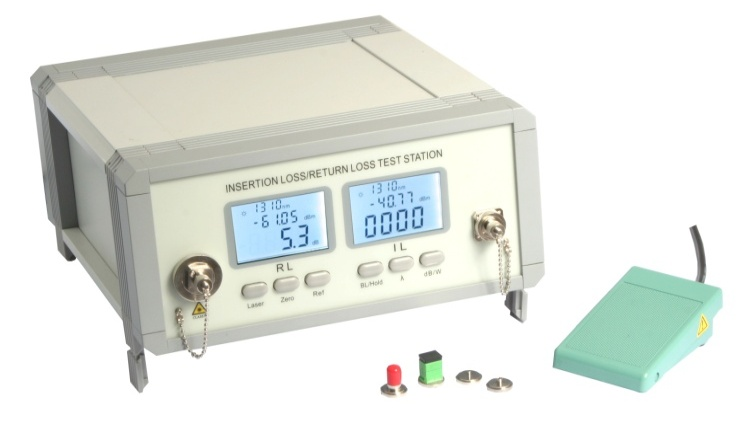 INSERTION LOSS/RETURN LOSS TEST STATION
1310nm
-61.05 dBm
5.3 dB
1310nm
-40.77 dBm
0000
RL
IL
Laser
Zero
Ref
BL/Hold
λ
dB/W